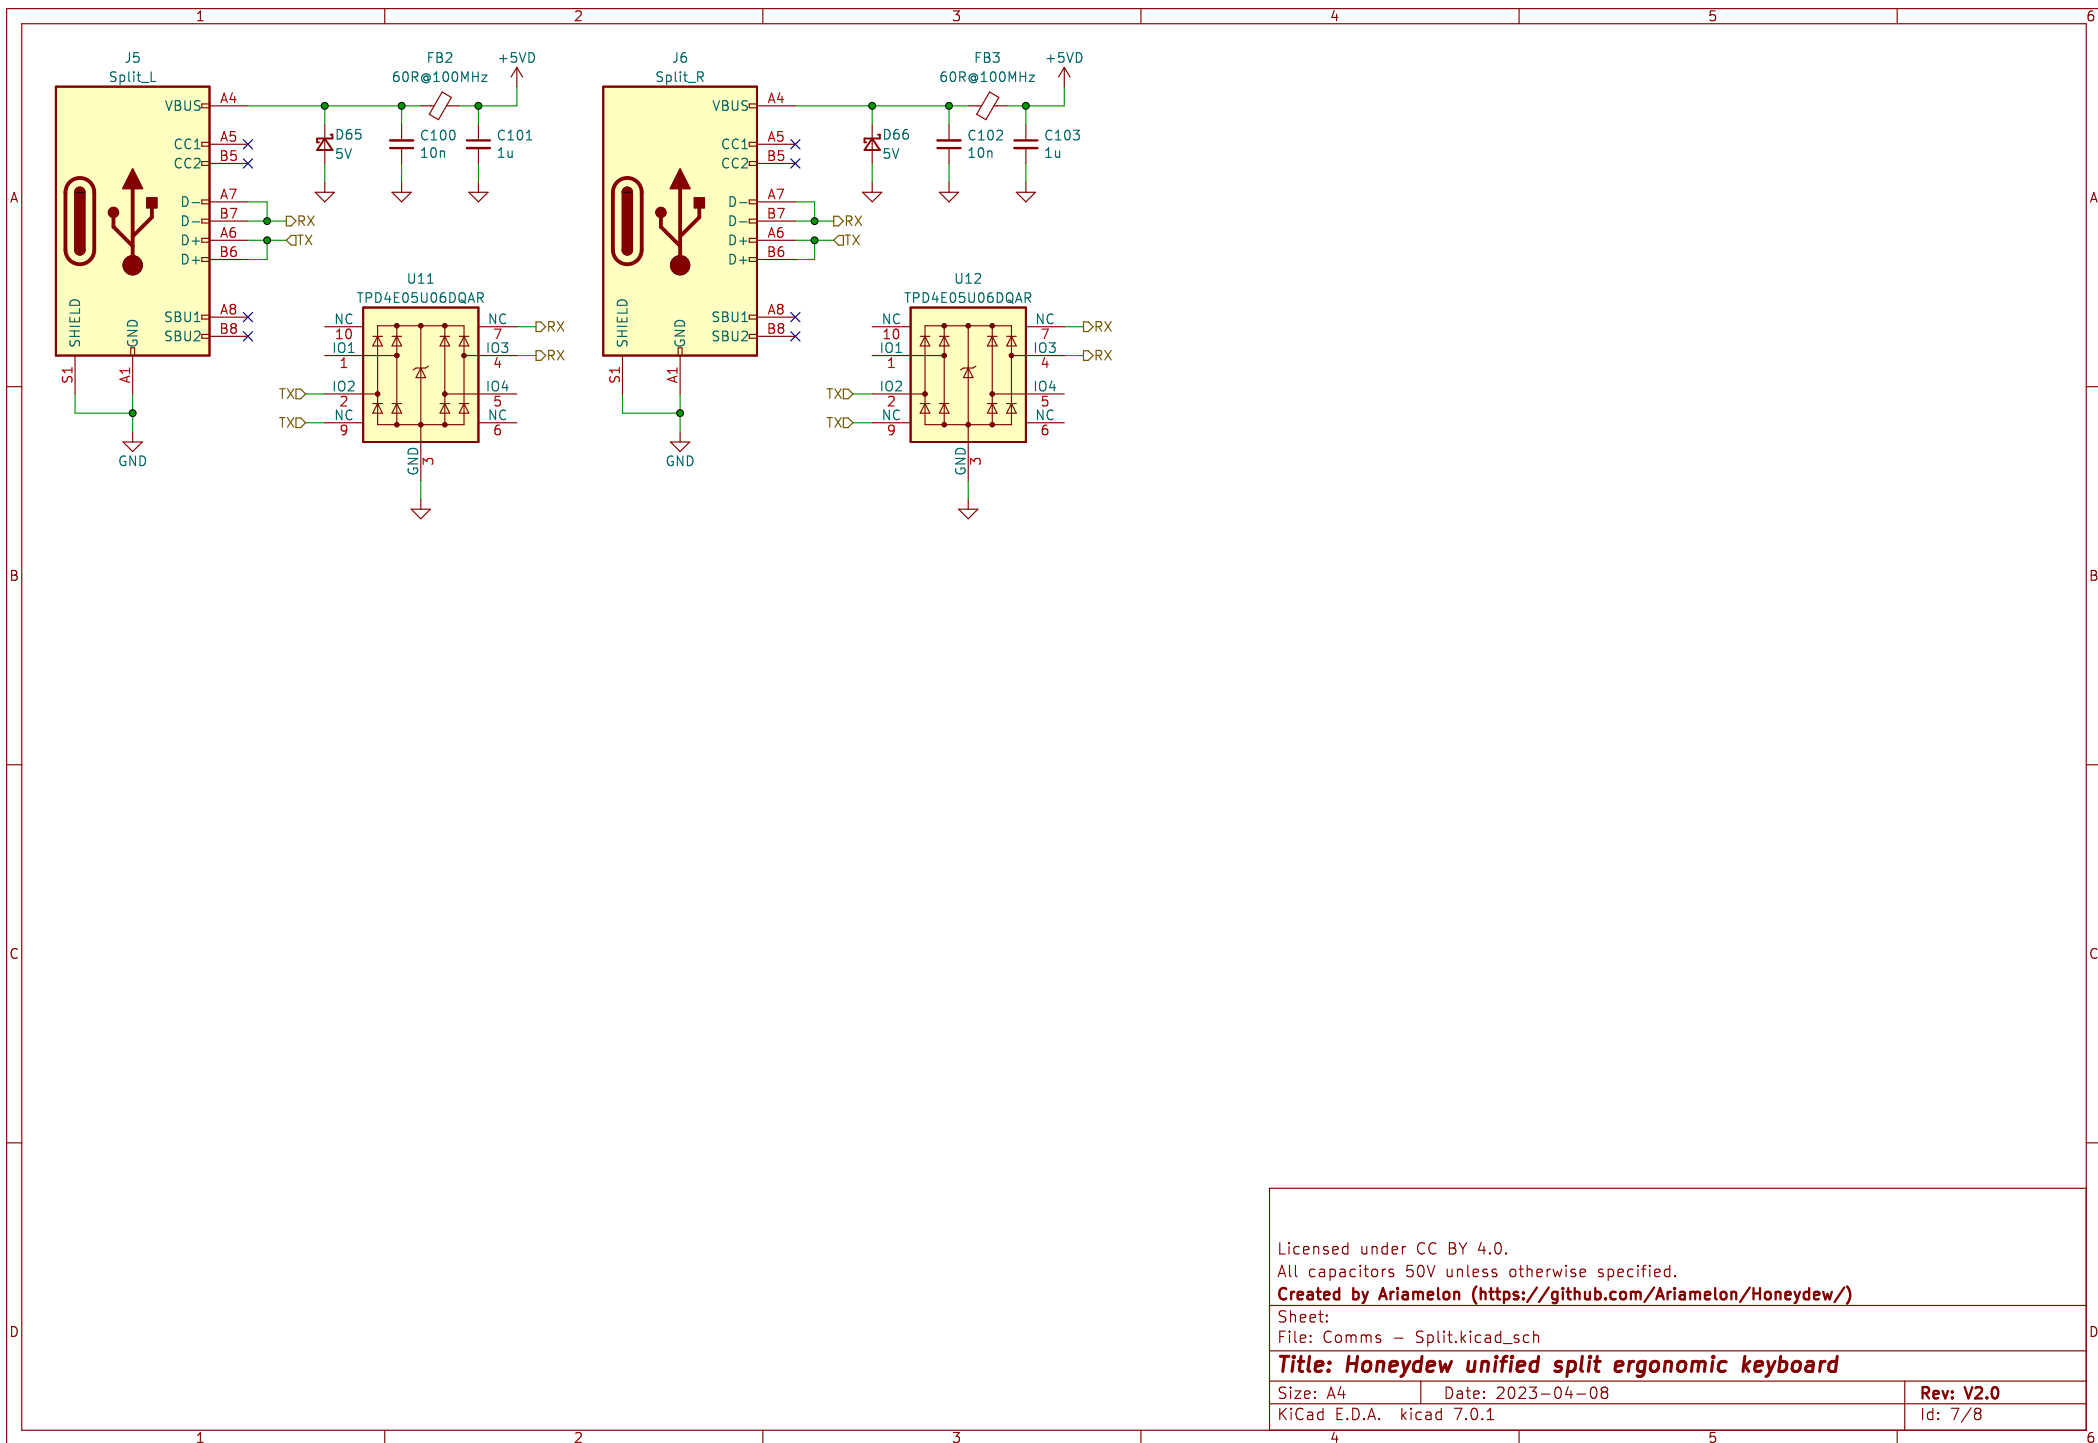 1 2 3 4 5 6
J5
Split_L
VBUS A4
CC1 A5
CC2 B5
D- A7
D- B7
D+ A6
D+ B6
RX
TX
SBU1 A8
SBU2 B8
SHIELD
GND
S1
A1
GND
FB2
60R@100MHz
+5VD
D65
5V
C100
10n
C101
1u
U11
TPD4E05U06DQAR
NC
10
IO1
1
TX
IO2
2
TX
NC
9
NC
7
RX
IO3
4
RX
IO4
5
NC
6
GND
3
J6
Split_R
VBUS A4
CC1 A5
CC2 B5
D- A7
D- B7
D+ A6
D+ B6
RX
TX
SBU1 A8
SBU2 B8
SHIELD
GND
S1
A1
GND
FB3
60R@100MHz
+5VD
D66
5V
C102
10n
C103
1u
U12
TPD4E05U06DQAR
NC
10
IO1
1
TX
IO2
2
TX
NC
9
NC
7
RX
IO3
4
RX
IO4
5
NC
6
GND
3
A A
B B
C C
D D
Licensed under CC BY 4.0.
All capacitors 50V unless otherwise specified.
Created by Ariamelon (https://github.com/Ariamelon/Honeydew/)
Sheet:
File: Comms - Split.kicad_sch
Title: Honeydew unified split ergonomic keyboard
Size: A4 Date: 2023-04-08 Rev: V2.0
KiCad E.D.A. kicad 7.0.1 Id: 7/8
1 2 3 4 5 6